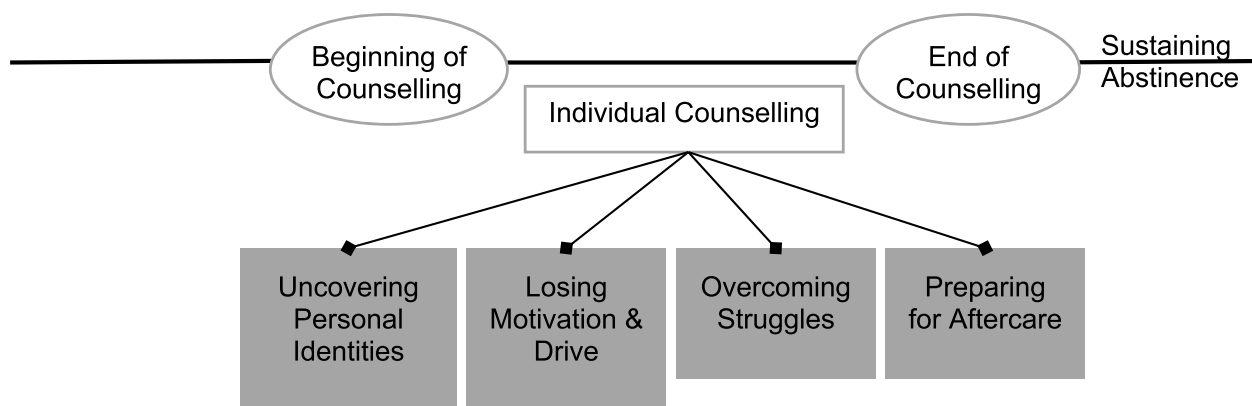 Beginning of
Counselling
End of
Counselling
Sustaining
Abstinence
Individual Counselling
Uncovering
Personal
Identities
Losing
Motivation &
Drive
Overcoming
Struggles
Preparing
for Aftercare